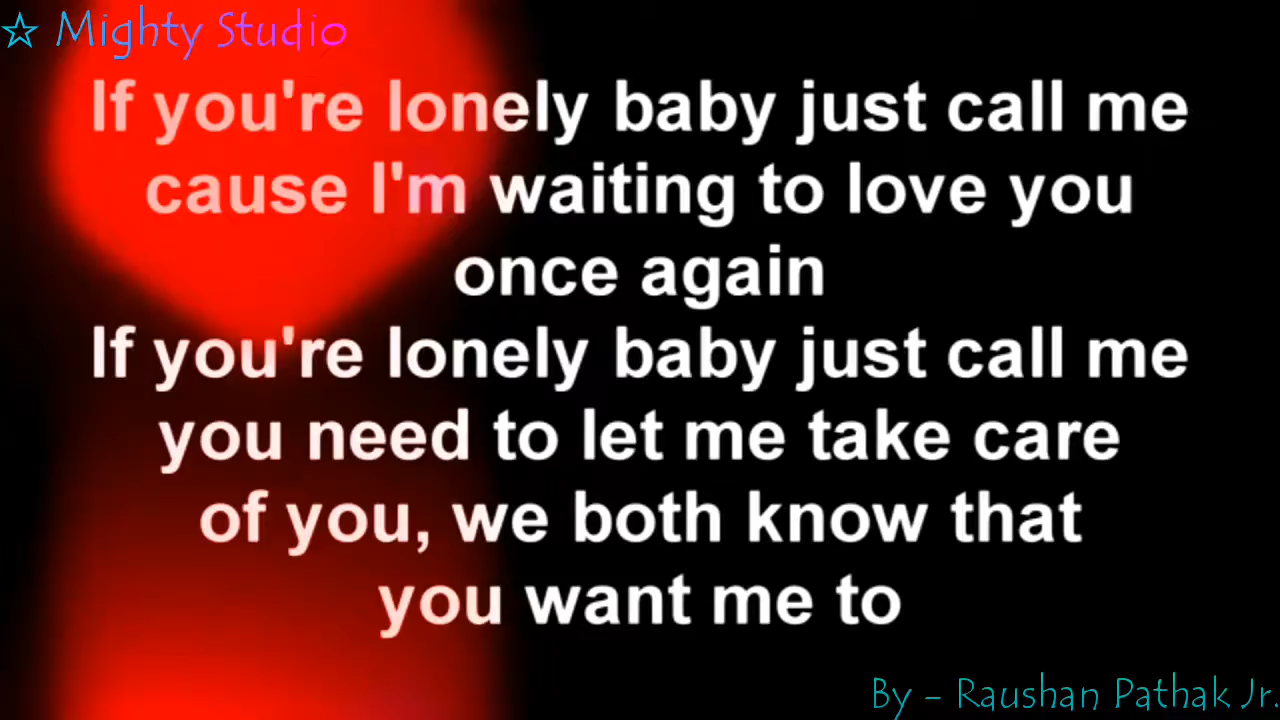 ☆ Mighty Studio
If you're lonely baby just call me
cause I'm waiting to love you
once again
If you're lonely baby just call me
you need to let me take care
of you, we both know that
you want me to
By - Raushan Pathak Jr.